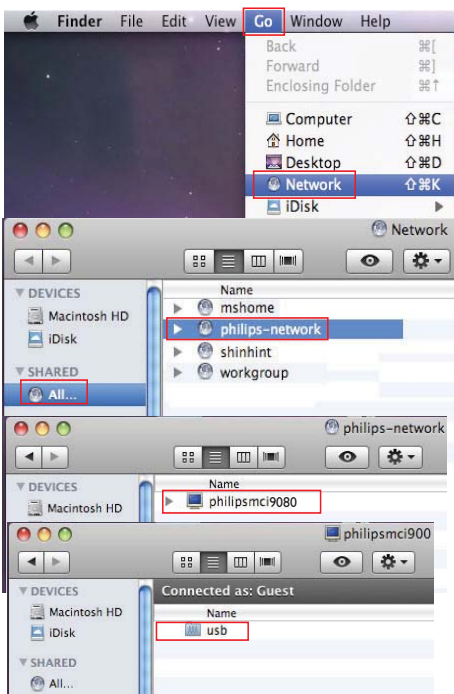 Finder File Edit View Go Window Help
Back ⌘[
Forward ⌘]
Enclosing Folder ⌘↑
Computer ⇧⌘C
Home ⇧⌘H
Desktop ⇧⌘D
Network ⇧⌘K
iDisk
Network
DEVICES
Macintosh HD
iDisk
SHARED
All...
Name
mshome
philips-network
shinhint
workgroup
philips-network
DEVICES
Macintosh HD
Name
philipsmci9080
philipsmci900
DEVICES
Macintosh HD
iDisk
SHARED
All...
Connected as: Guest
Name
usb